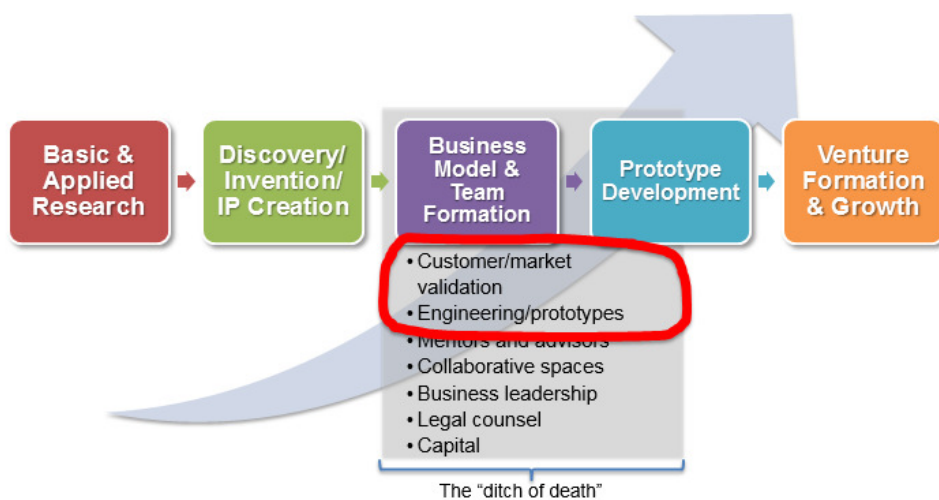 Basic &
Applied
Research
Discovery/
Invention/
IP Creation
Business
Model &
Team
Formation
Prototype
Development
Venture
Formation
& Growth
• Customer/market
validation
• Engineering/prototypes
• Mentors and advisors
• Collaborative spaces
• Business leadership
• Legal counsel
• Capital
The “ditch of death”